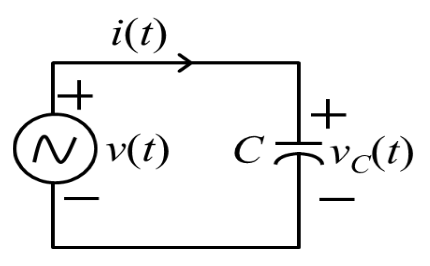 i(t)
+ +
v(t) C v_C(t)
− −